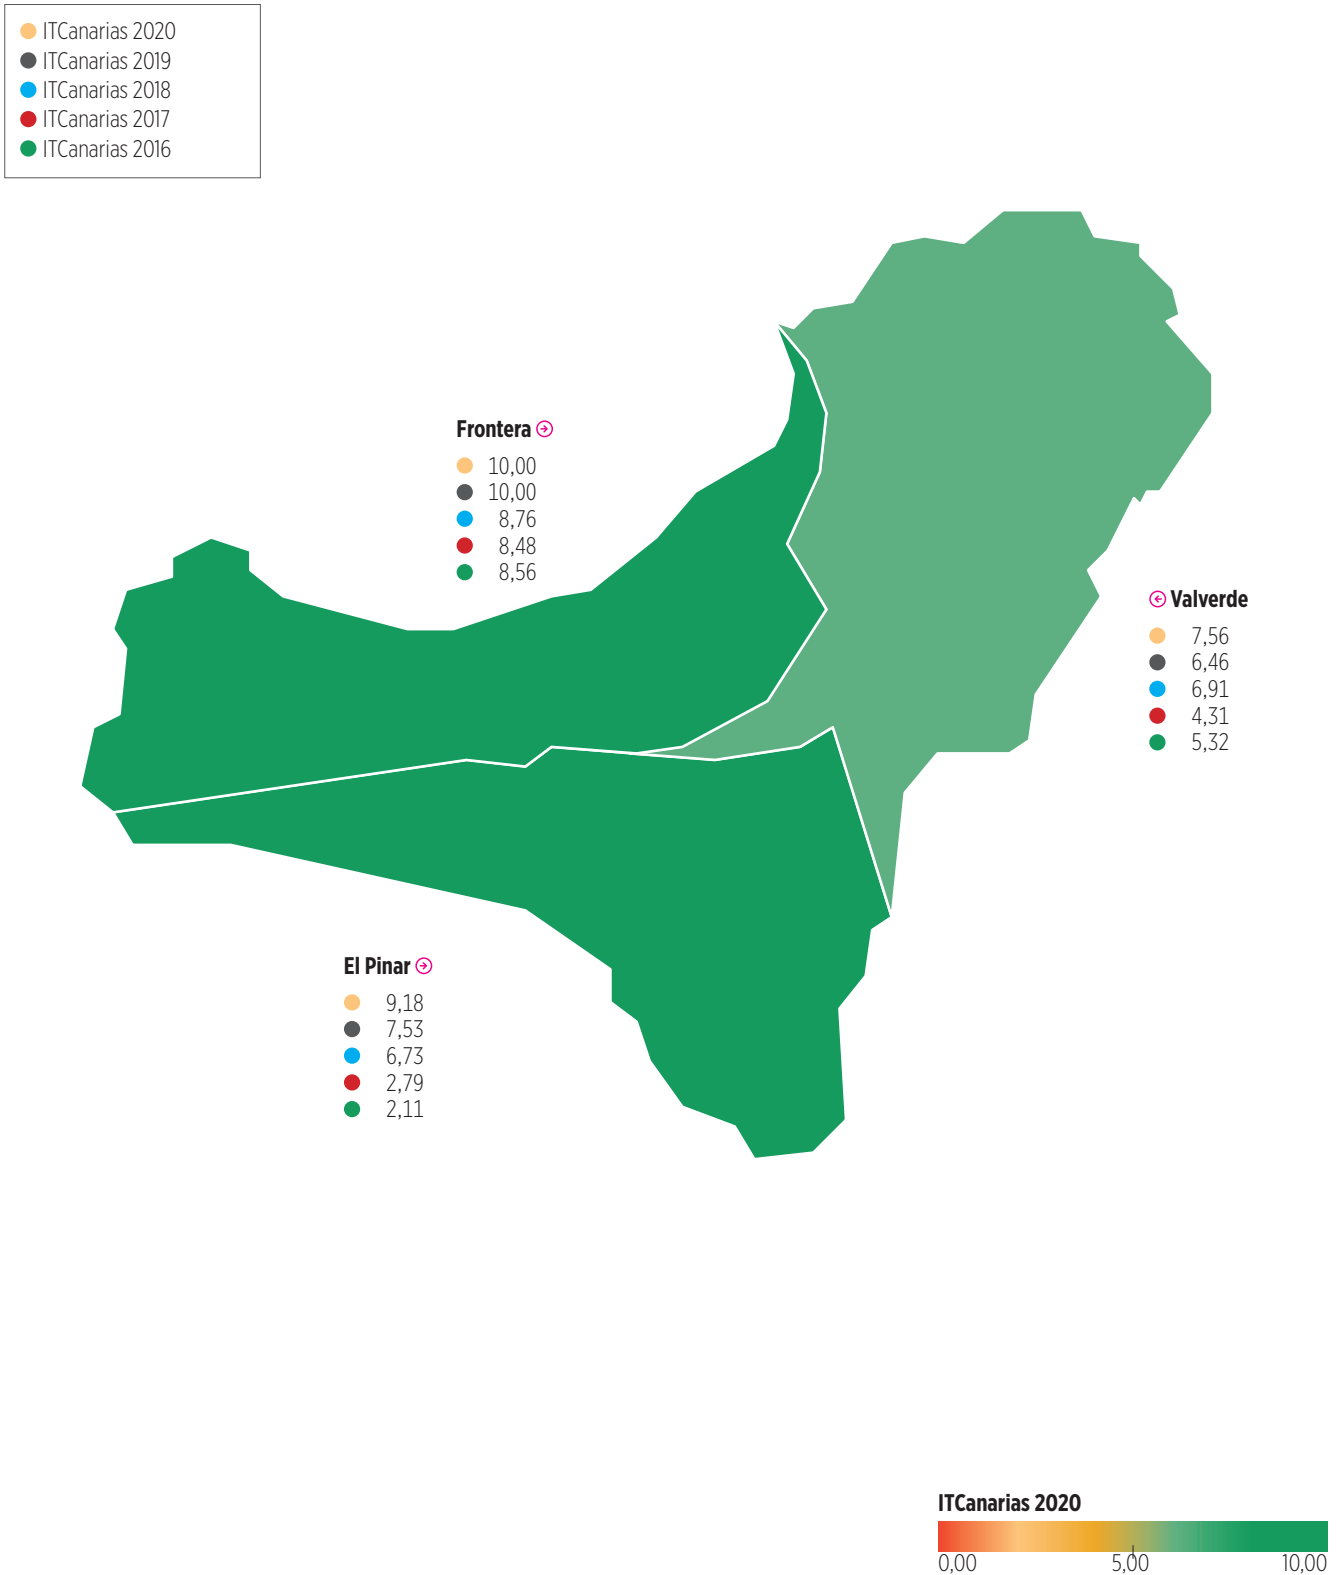 ITCanarias 2020
ITCanarias 2019
ITCanarias 2018
ITCanarias 2017
ITCanarias 2016
Frontera
10,00
10,00
8,76
8,48
8,56
Valverde
7,56
6,46
6,91
4,31
5,32
El Pinar
9,18
7,53
6,73
2,79
2,11
ITCanarias 2020
0,00 5,00 10,00